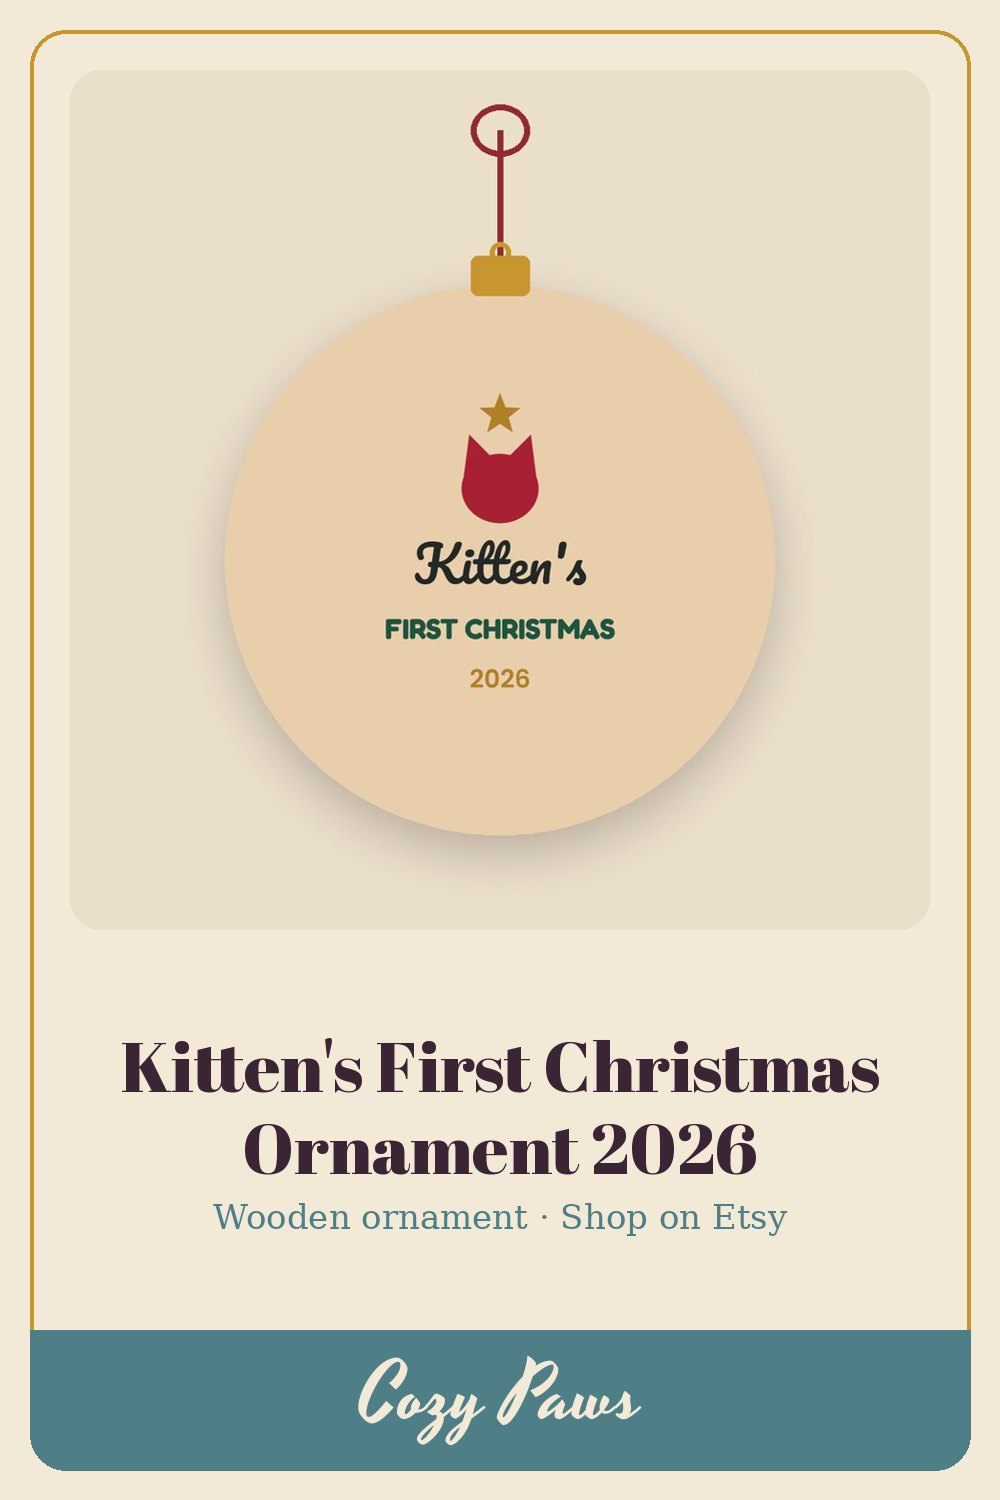 Kitten's
FIRST CHRISTMAS
2026
Kitten's First Christmas
Ornament 2026
Wooden ornament · Shop on Etsy
Cozy Paws